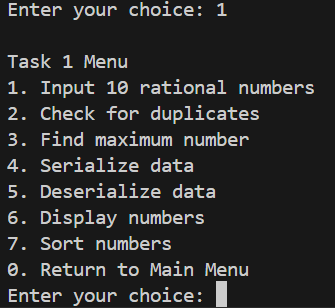 Enter your choice: 1
Task 1 Menu
1. Input 10 rational numbers
2. Check for duplicates
3. Find maximum number
4. Serialize data
5. Deserialize data
6. Display numbers
7. Sort numbers
0. Return to Main Menu
Enter your choice: